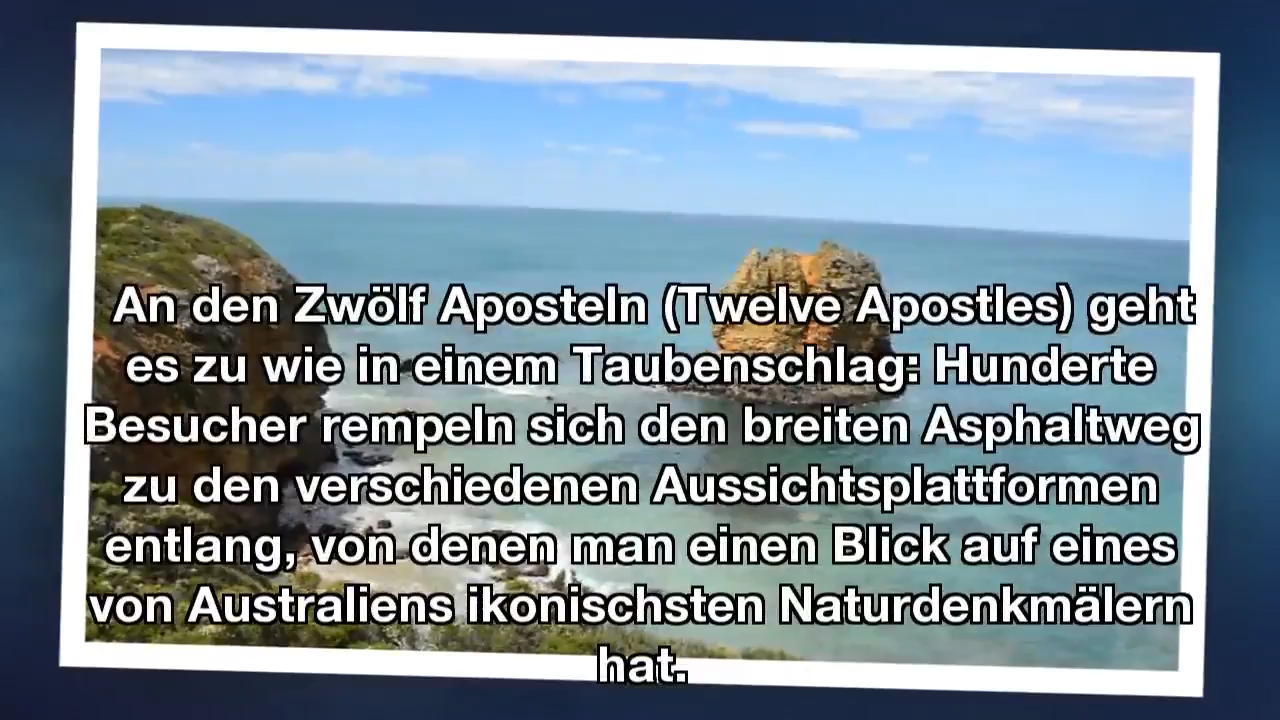 An den Zwölf Aposteln (Twelve Apostles) geht
es zu wie in einem Taubenschlag: Hunderte
Besucher rempeln sich den breiten Asphaltweg
zu den verschiedenen Aussichtsplattformen
entlang, von denen man einen Blick auf eines
von Australiens ikonischsten Naturdenkmälern
hat.